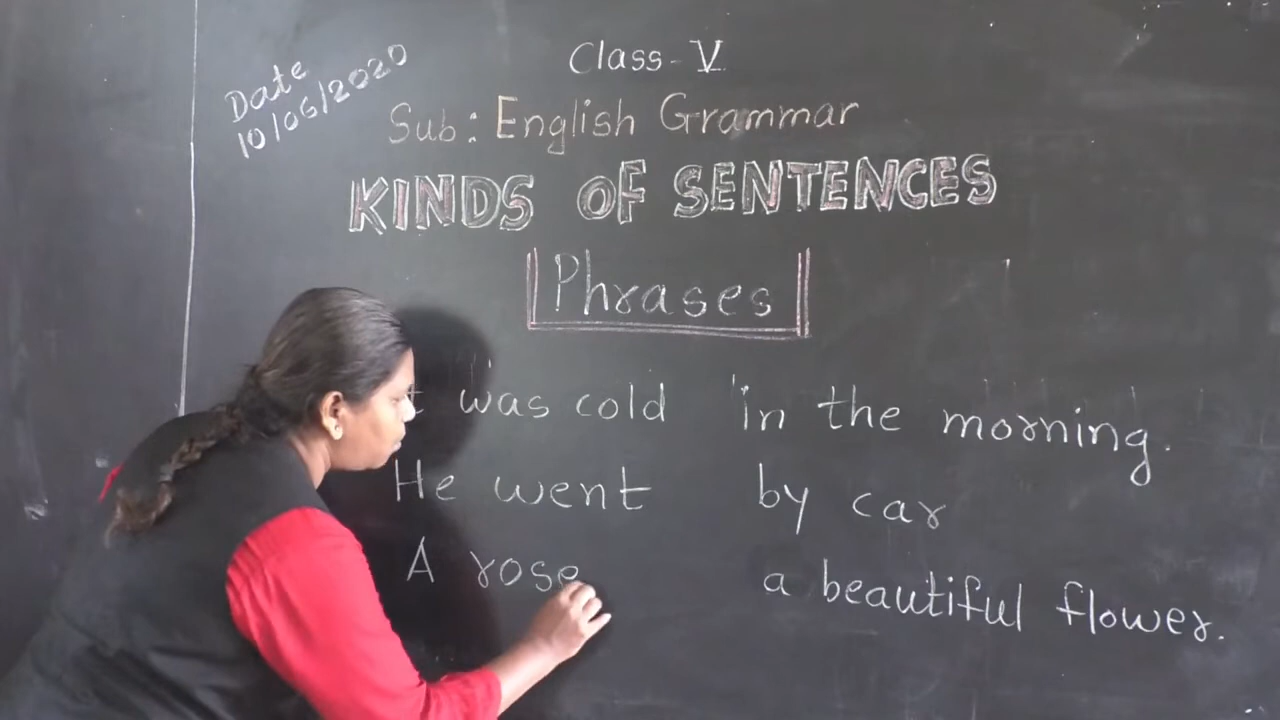 Class - V
Date
10/06/2020
Sub: English Grammar
KINDS OF SENTENCES
Phrases
was cold in the morning.
He went by car
A rose a beautiful flower.